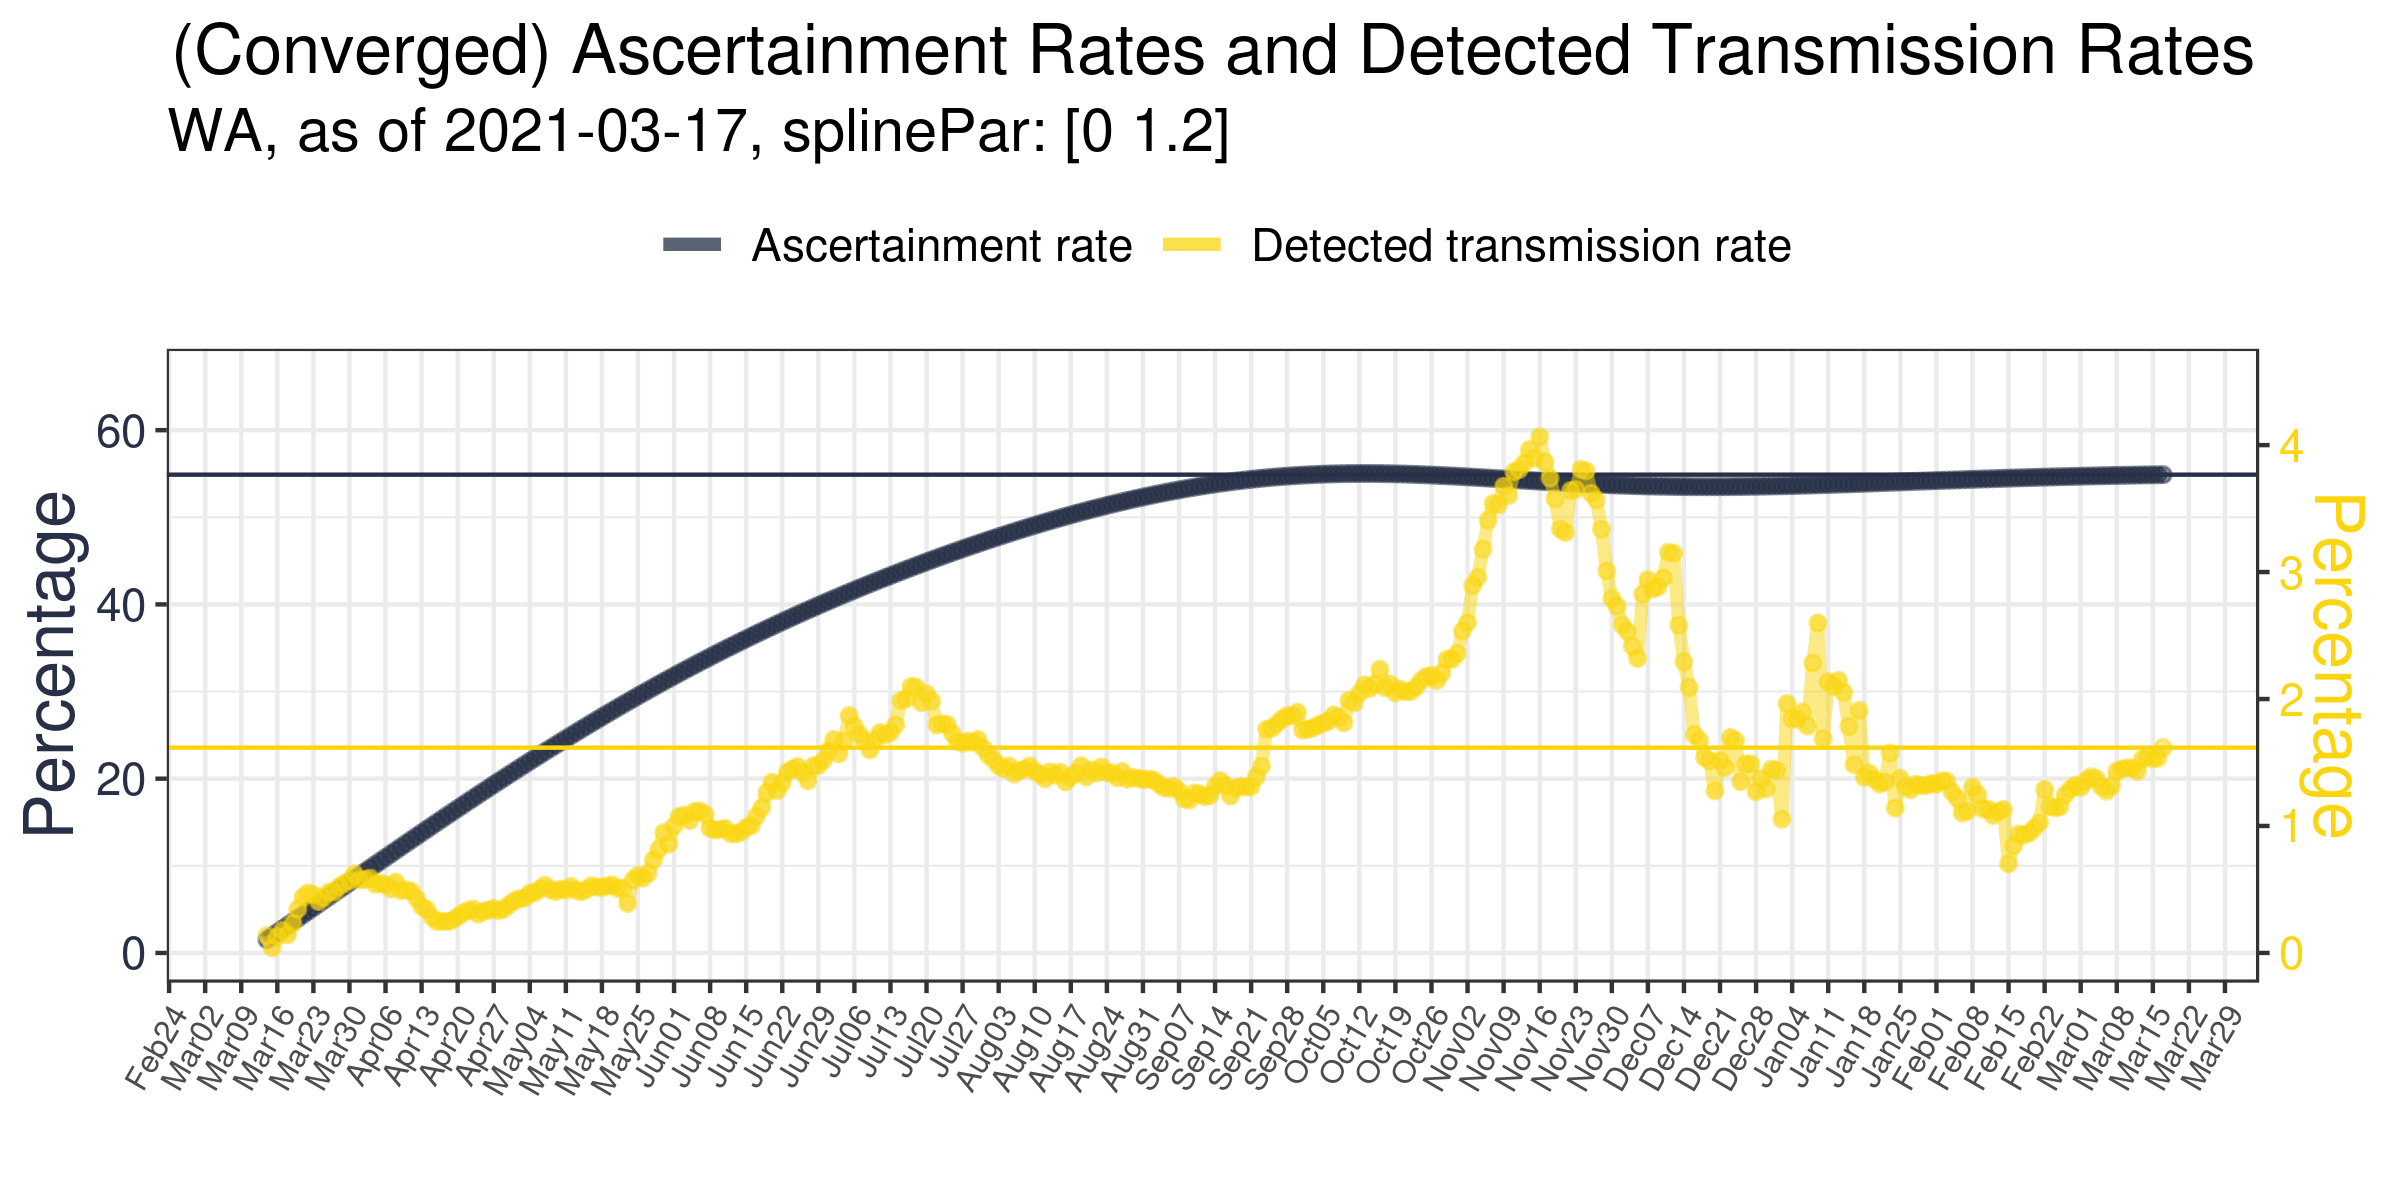 (Converged) Ascertainment Rates and Detected Transmission Rates
WA, as of 2021-03-17, splinePar: [0 1.2]
Ascertainment rate
Detected transmission rate
Percentage
60
40
20
0
4
3
2
1
0
Percentage
Feb24
Mar02
Mar09
Mar16
Mar23
Mar30
Apr06
Apr13
Apr20
Apr27
May04
May11
May18
May25
Jun01
Jun08
Jun15
Jun22
Jun29
Jul06
Jul13
Jul20
Jul27
Aug03
Aug10
Aug17
Aug24
Aug31
Sep07
Sep14
Sep21
Sep28
Oct05
Oct12
Oct19
Oct26
Nov02
Nov09
Nov16
Nov23
Nov30
Dec07
Dec14
Dec21
Dec28
Jan04
Jan11
Jan18
Jan25
Feb01
Feb08
Feb15
Feb22
Mar01
Mar08
Mar15
Mar22
Mar29